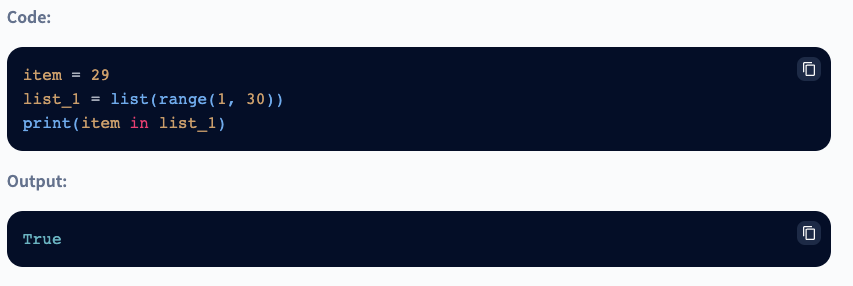 Code:
item = 29
list_1 = list(range(1, 30))
print(item in list_1)
Output:
True